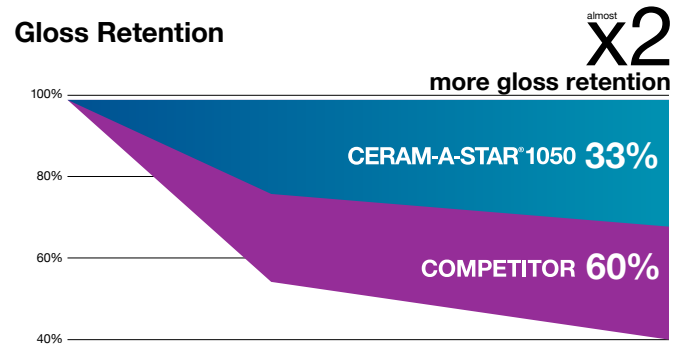 Gloss Retention
almost
x2
more gloss retention
100%
CERAM-A-STAR®1050 33%
80%
60%
COMPETITOR 60%
40%